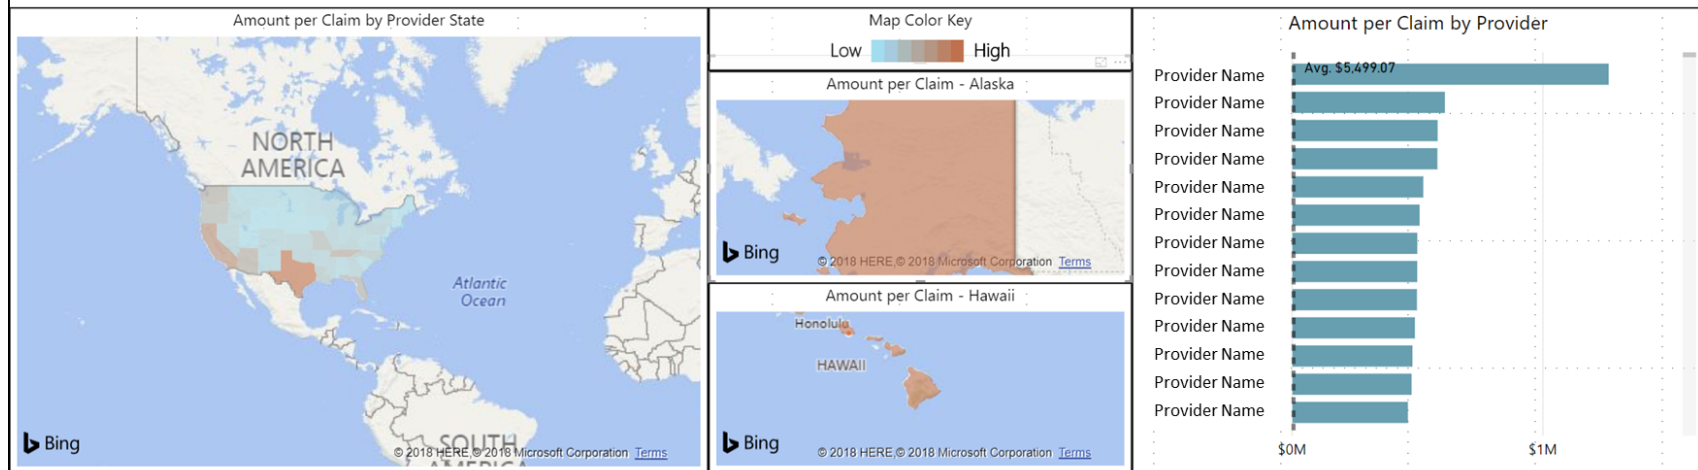 Amount per Claim by Provider State
NORTH
AMERICA
Atlantic
Ocean
SOUTH
AMERICA
Bing
© 2018 HERE,© 2018 Microsoft Corporation Terms
Map Color Key
Low High
Amount per Claim - Alaska
Bing
© 2018 HERE,© 2018 Microsoft Corporation Terms
Amount per Claim - Hawaii
Honolulu
HAWAII
Bing
© 2018 HERE,© 2018 Microsoft Corporation Terms
Amount per Claim by Provider
Avg. $5,499.07
Provider Name
Provider Name
Provider Name
Provider Name
Provider Name
Provider Name
Provider Name
Provider Name
Provider Name
Provider Name
Provider Name
Provider Name
Provider Name
$0M $1M